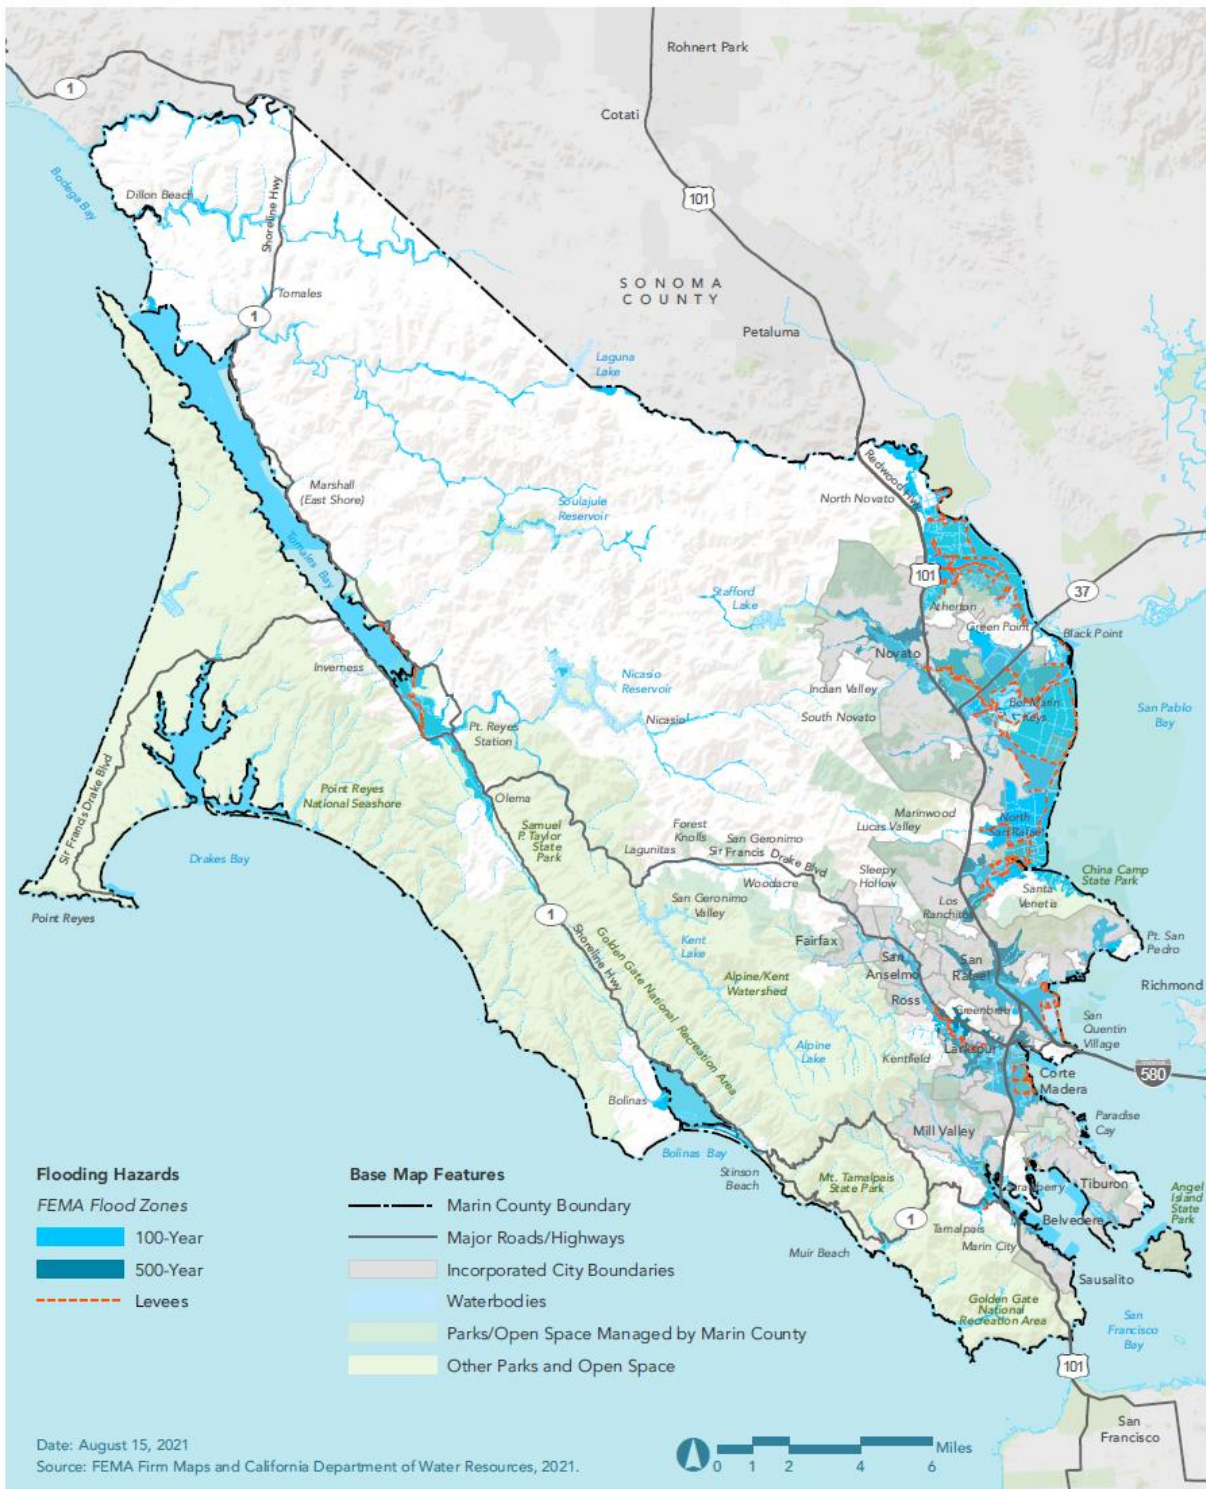 1
Rohnert Park
Cotati
Bodega Bay
Dillon Beach
Shoreline Hwy
101
SONOMA
COUNTY
Tomales
1
Petaluma
Laguna
Lake
Redwood Hwy
North Novato
Marshall
(East Shore)
Soulajule
Reservoir
Tomales Bay
101
37
Stafford
Lake
Atherton
Green Point
Black Point
Novato
Inverness
Indian Valley
Nicasio
Reservoir
South Novato
Bel Marin
Keys
San Pablo
Bay
Nicasio
Pt. Reyes
Station
Sir Francis Drake Blvd
Point Reyes
National Seashore
Olema
Marinwood
Lucas Valley
North
San Rafael
Samuel
P. Taylor
State
Park
Forest
Knolls
Lagunitas
San Geronimo
Sir Francis Drake Blvd
Woodacre
Sleepy
Hollow
Drakes Bay
China Camp
State Park
Santa
Venetia
San Geronimo
Valley
Los
Ranchitos
Point Reyes
1
Shoreline Hwy
Golden Gate National Recreation Area
Kent
Lake
Fairfax
San
Anselmo
San
Rafael
Pt. San
Pedro
Alpine/Kent
Watershed
Richmond
Ross
Greenbrae
San
Quentin
Village
Alpine
Lake
Kentfield
Larkspur
580
Corte
Madera
Bolinas
Paradise
Cay
Mill Valley
Bolinas Bay
Stinson
Beach
Mt. Tamalpais
State Park
Strawberry
Tiburon
Angel
Island
State
Park
1
Tamalpais
Belvedere
Muir Beach
Marin City
Sausalito
Golden Gate
National
Recreation Area
San
Francisco
Bay
101
San
Francisco
Flooding Hazards
FEMA Flood Zones
100-Year
500-Year
Levees
Base Map Features
Marin County Boundary
Major Roads/Highways
Incorporated City Boundaries
Waterbodies
Parks/Open Space Managed by Marin County
Other Parks and Open Space
Date: August 15, 2021
Source: FEMA Firm Maps and California Department of Water Resources, 2021.
0 1 2 4 6 Miles